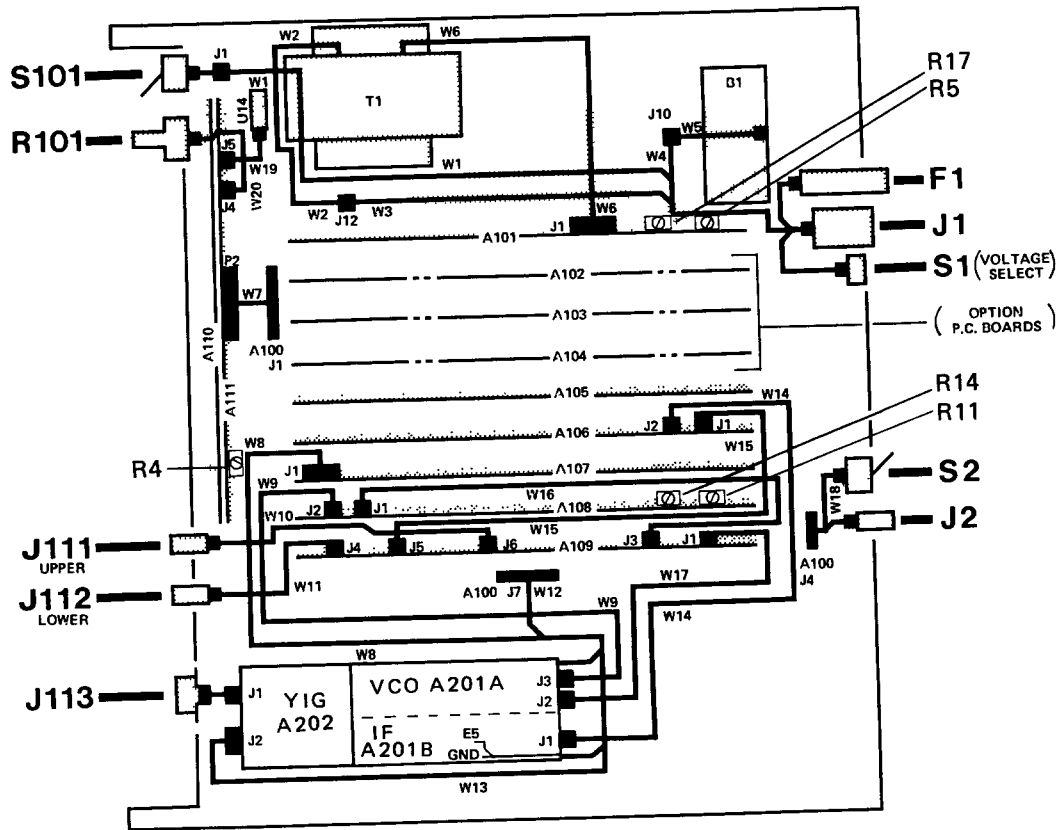 W2
W6
J1
R17
S101
W1
T1
B1
R5
U14
J10
R101
W5
J5
W4
W19
W1
F1
J4
W20
W2
J12
W3
J1
W6
J1
A101
S1 (VOLTAGE SELECT)
P2
A102
W7
A103
(OPTION P.C. BOARDS)
A110
A100
J1
A104
R14
A111
A105
W14
R11
J2
J1
A106
W8
W15
R4
J1
A107
S2
W9
W16
W18
J2
J1
A108
W10
W15
J2
J111
UPPER
J4
J5
J6
A109
J3
J1
A100
J4
J112
LOWER
W11
A100
J7
W12
W17
W9
W14
W8
J113
J1
YIG
A202
VCO A201A
J3
J2
J2
IF
A201B
E5
GND
J1
W13